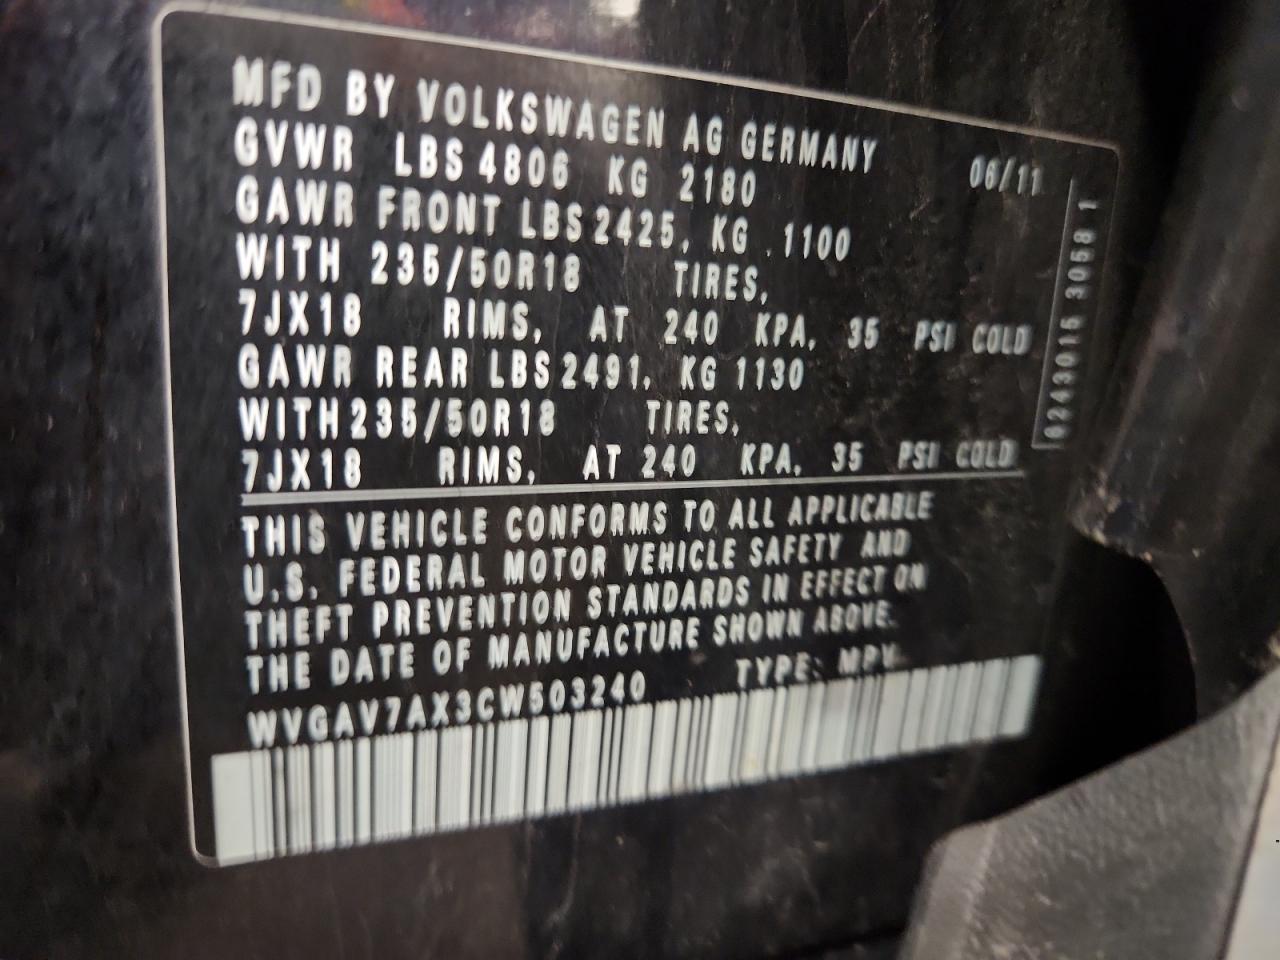 MFD BY VOLKSWAGEN AG GERMANY 06/11
GVWR LBS 4806 KG 2180
GAWR FRONT LBS 2425, KG .1100
WITH 235/50R18 TIRES,
7JX18 RIMS, AT 240 KPA, 35 PSI COLD
GAWR REAR LBS 2491, KG 1130
WITH 235/50R18 TIRES,
7JX18 RIMS, AT 240 KPA, 35 PSI COLD
THIS VEHICLE CONFORMS TO ALL APPLICABLE
U.S. FEDERAL MOTOR VEHICLE SAFETY AND
THEFT PREVENTION STANDARDS IN EFFECT ON
THE DATE OF MANUFACTURE SHOWN ABOVE.
WVGAV7AX3CW503240 TYPE: MPV